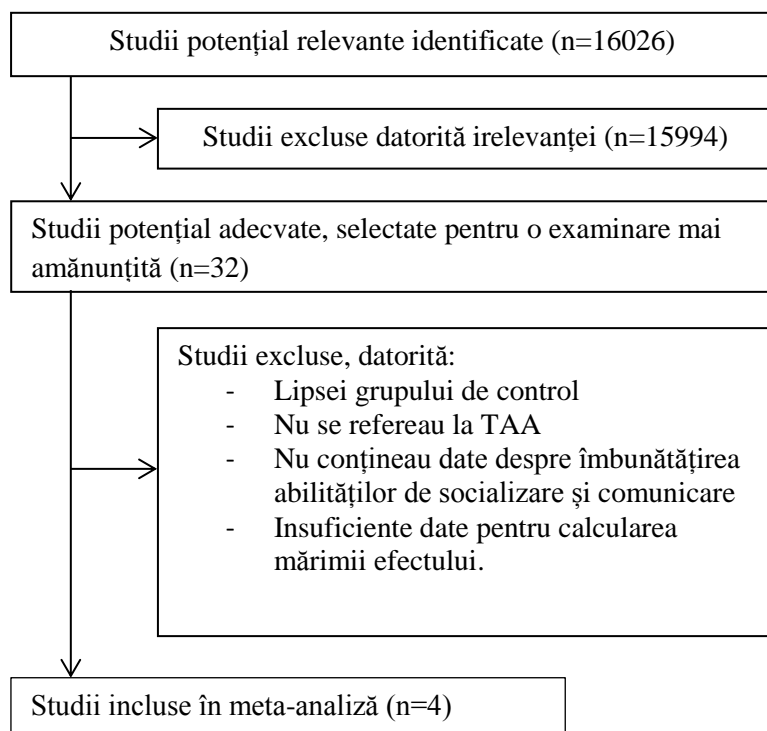 Studii potențial relevante identificate (n=16026)
Studii excluse datorită irelevanței (n=15994)
Studii potențial adecvate, selectate pentru o examinare mai
amănunțită (n=32)
Studii excluse, datorită:
- Lipsei grupului de control
- Nu se refereau la TAA
- Nu conțineau date despre îmbunătățirea
abilităților de socializare și comunicare
- Insuficiente date pentru calcularea
mărimii efectului.
Studii incluse în meta-analiză (n=4)